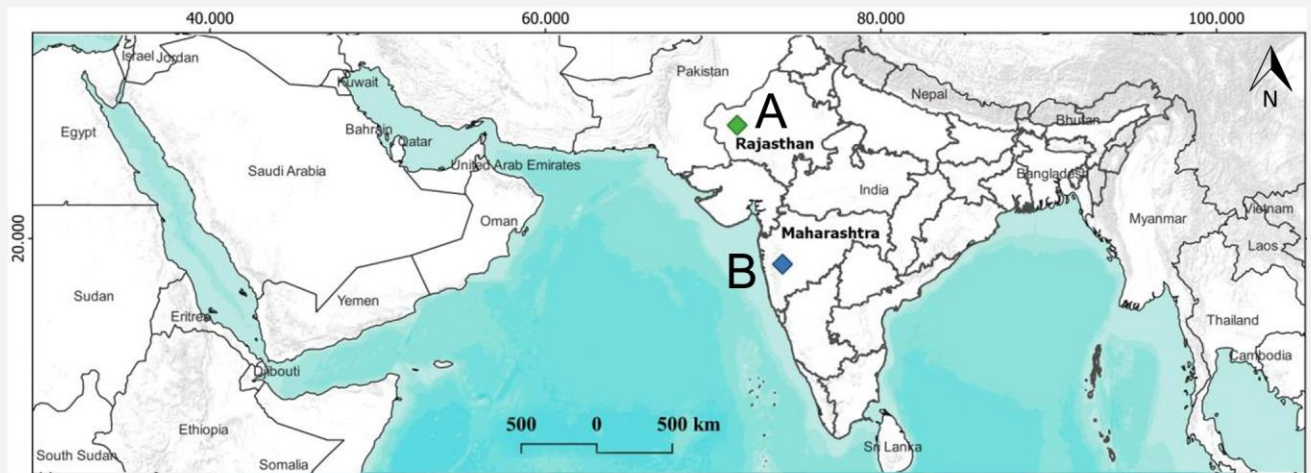 40.000 60.000 80.000 100.000
Israel Jordan
Pakistan
Kuwait
Nepal
N
Egypt
A
Bhutan
Bahrain
Qatar
Rajasthan
United Arab Emirates
Saudi Arabia
Bangladesh
India
Oman
Myanmar
Vietnam
20.000
Maharashtra
Laos
B
Sudan
Yemen
Eritrea
Thailand
Cambodia
Djibouti
500 0 500 km
Ethiopia
Sri Lanka
South Sudan
Somalia